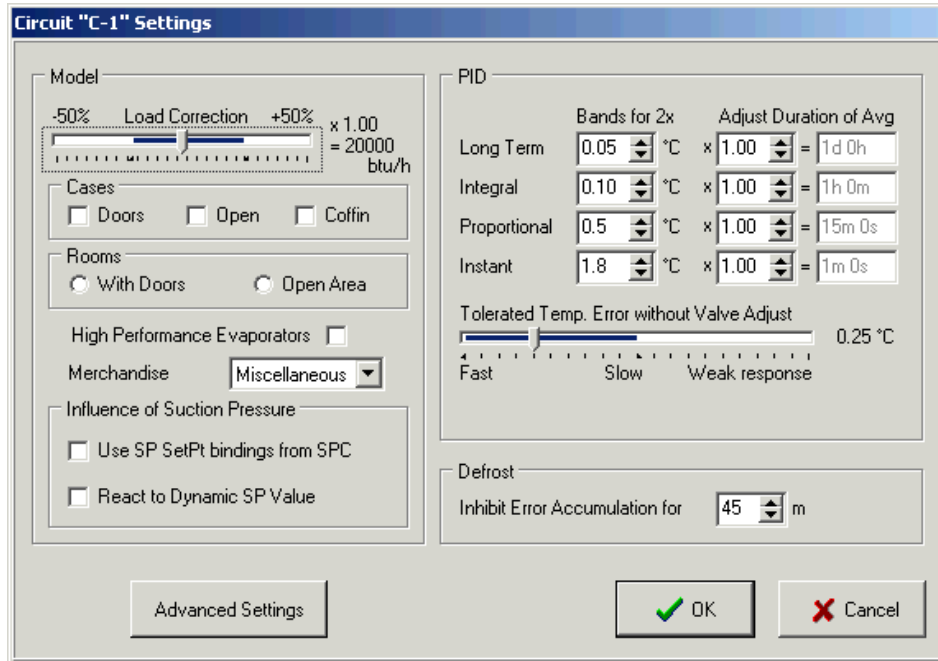 Circuit "C-1" Settings
Model
-50% Load Correction +50%
x 1.00
= 20000
btu/h
Cases
Doors Open Coffin
Rooms
With Doors Open Area
High Performance Evaporators
Merchandise Miscellaneous
Influence of Suction Pressure
Use SP SetPt bindings from SPC
React to Dynamic SP Value
PID
Bands for 2x Adjust Duration of Avg
Long Term 0.05 °C x 1.00 = 1d 0h
Integral 0.10 °C x 1.00 = 1h 0m
Proportional 0.5 °C x 1.00 = 15m 0s
Instant 1.8 °C x 1.00 = 1m 0s
Tolerated Temp. Error without Valve Adjust
0.25 °C
Fast Slow Weak response
Defrost
Inhibit Error Accumulation for 45 m
Advanced Settings
OK
Cancel